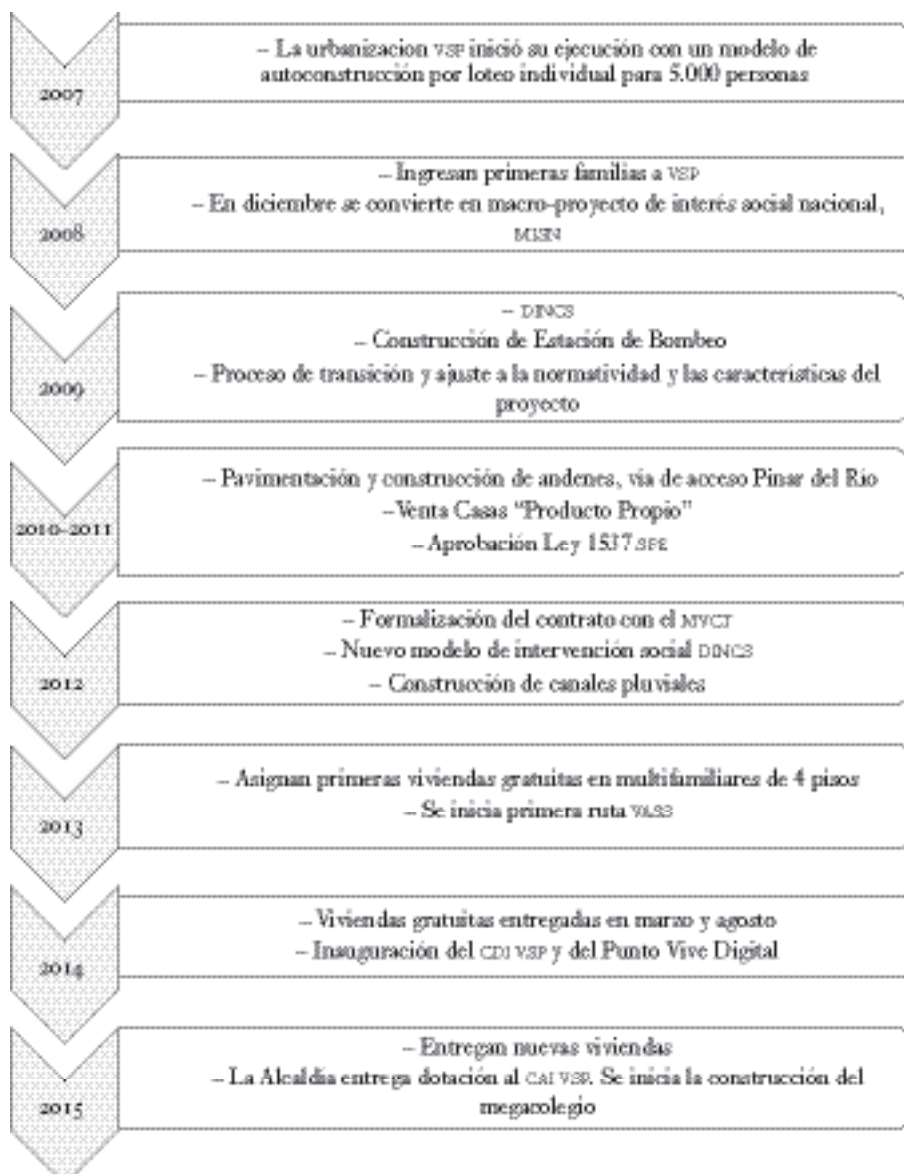 2007
– La urbanizacion VSP inició su ejecución con un modelo de
autoconstrucción por loteo individual para 5.000 personas
2008
– Ingresan primeras familias a VSP
– En diciembre se convierte en macro-proyecto de interés social nacional,
MISN
2009
– DINCS
– Construcción de Estación de Bombeo
– Proceso de transición y ajuste a la normatividad y las características del
proyecto
2010–2011
– Pavimentación y construcción de andenes, vía de acceso Pinar del Río
–Venta Casas “Producto Propio”
– Aprobación Ley 1537
2012
– Formalización del contrato con el MVCT
– Nuevo modelo de intervención social DINCS
– Construcción de canales pluviales
2013
– Asignan primeras viviendas gratuitas en multifamiliares de 4 pisos
– Se inicia primera ruta
2014
– Viviendas gratuitas entregadas en marzo y agosto
– Inauguración del CDI VSP y del Punto Vive Digital
2015
– Entregan nuevas viviendas
– La Alcaldía entrega dotación al CAI VSP. Se inicia la construcción del
megacolegio